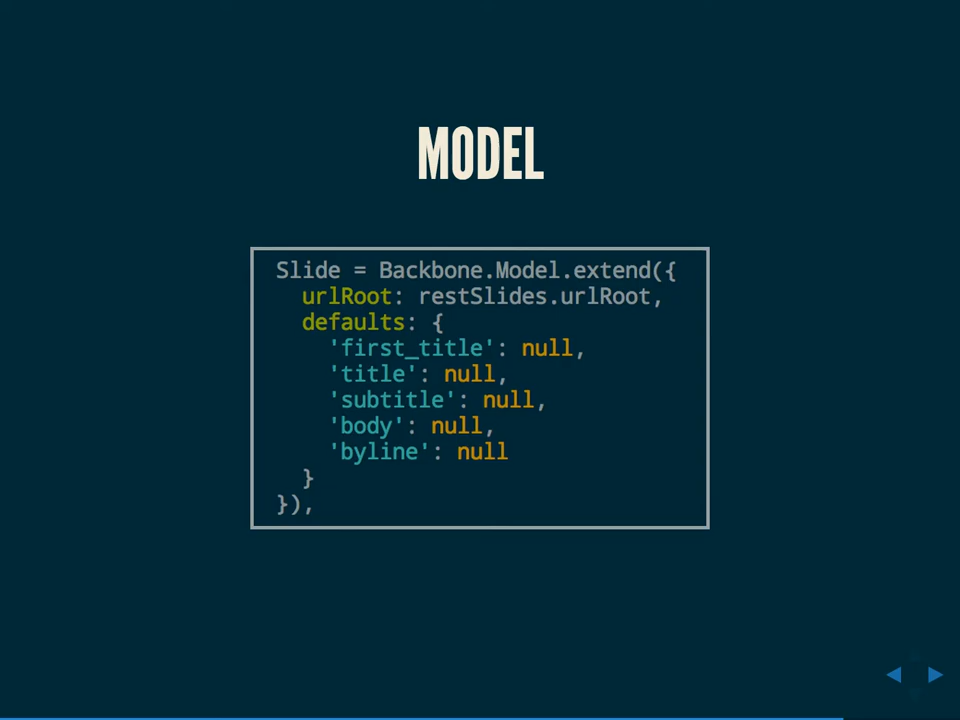 MODEL
Slide = Backbone.Model.extend({
  urlRoot: restSlides.urlRoot,
  defaults: {
    'first_title': null,
    'title': null,
    'subtitle': null,
    'body': null,
    'byline': null
  }
}),